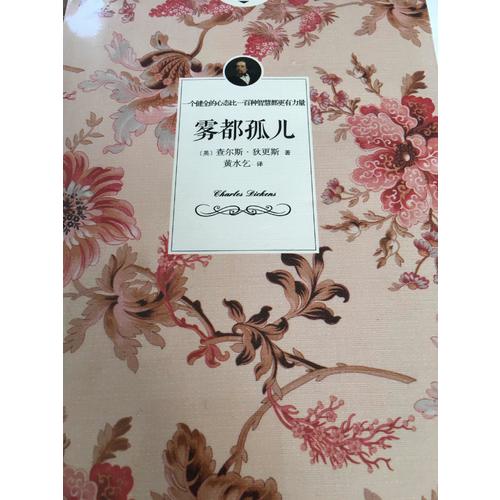 一个健全的心态比一百种智慧都更有力量
雾都孤儿
〔英〕查尔斯·狄更斯 著
黄水乞 译
Charles Dickens